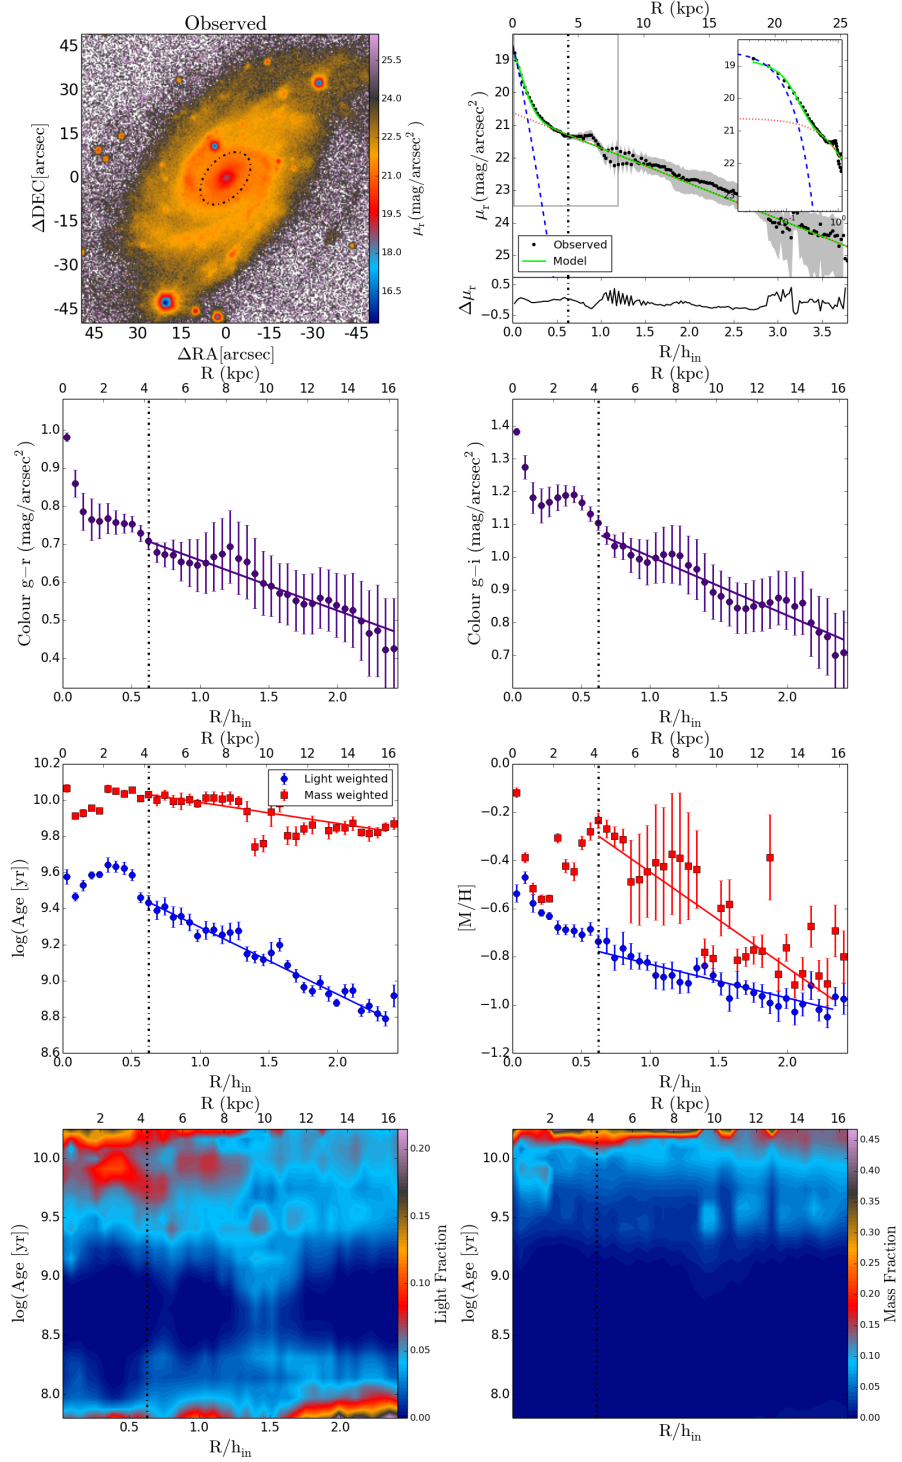 Observed
45
30
15
0
-15
-30
-45
ΔDEC[arcsec]
45 30 15 0 -15 -30 -45
ΔRA[arcsec]
25.5
24.0
22.5
21.0
19.5
18.0
16.5
μr (mag/arcsec²)
R (kpc)
0 5 10 15 20 25
19
20
21
22
23
24
25
μr (mag/arcsec²)
18
19
20
21
22
23
10⁻¹ 10⁰
Observed
Model
0.5
−0.5
Δμr
0.0 0.5 1.0 1.5 2.0 2.5 3.0 3.5
R/hin
R (kpc)
0 2 4 6 8 10 12 14 16
1.0
0.9
0.8
0.7
0.6
0.5
0.4
Colour g−r (mag/arcsec²)
0.0 0.5 1.0 1.5 2.0
R/hin
R (kpc)
0 2 4 6 8 10 12 14 16
1.4
1.3
1.2
1.1
1.0
0.9
0.8
0.7
Colour g−i (mag/arcsec²)
0.0 0.5 1.0 1.5 2.0
R/hin
R (kpc)
0 2 4 6 8 10 12 14 16
10.2
10.0
9.8
9.6
9.4
9.2
9.0
8.8
8.6
log(Age [yr])
Light weighted
Mass weighted
0.0 0.5 1.0 1.5 2.0
R/hin
R (kpc)
0 2 4 6 8 10 12 14 16
0.0
−0.2
−0.4
−0.6
−0.8
−1.0
−1.2
[M/H]
0.0 0.5 1.0 1.5 2.0
R/hin
R (kpc)
2 4 6 8 10 12 14 16
10.0
9.5
9.0
8.5
8.0
log(Age [yr])
0.5 1.0 1.5 2.0
R/hin
0.20
0.15
0.10
0.05
0.00
Light Fraction
R (kpc)
2 4 6 8 10 12 14 16
10.0
9.5
9.0
8.5
8.0
log(Age [yr])
R/hin
0.45
0.40
0.35
0.30
0.25
0.20
0.15
0.10
0.05
0.00
Mass Fraction